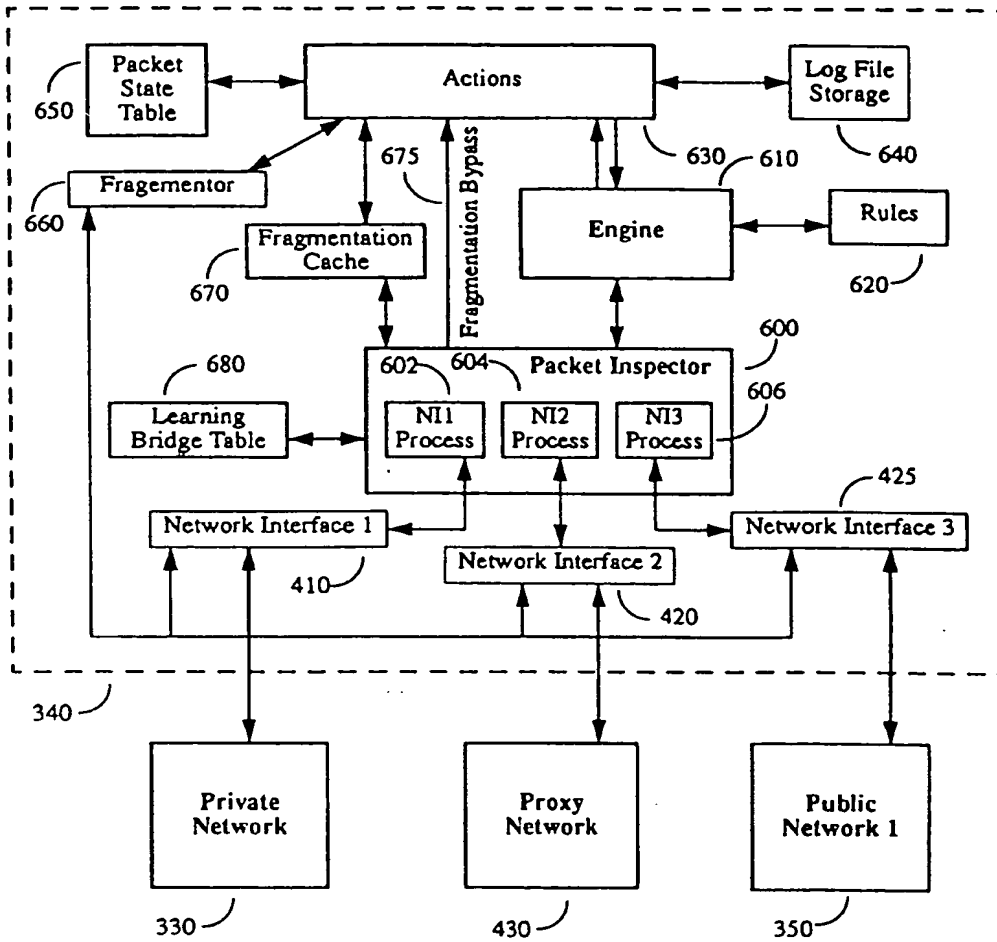 Packet
State
Table
650
Actions
Log File
Storage
640
630
610
675
Fragmentation Bypass
Fragementor
660
Fragmentation
Cache
670
Engine
Rules
620
600
602
604
Packet Inspector
606
680
Learning
Bridge Table
NI1
Process
NI2
Process
NI3
Process
425
Network Interface 1
410
Network Interface 2
420
Network Interface 3
340
Private
Network
330
Proxy
Network
430
Public
Network 1
350